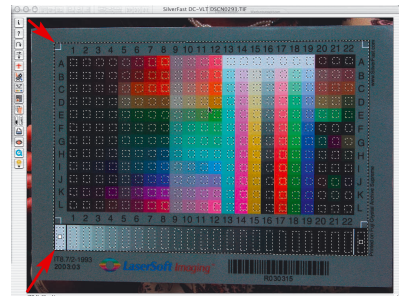 SilverFast DC-VLT DSCN0293.TIF
1 2 3 4 5 6 7 8 9 10 11 12 13 14 15 16 17 18 19 20 21 22
A A
B B
C C
D D
E E
F F
G G
H H
I I
J J
K K
L L
1 2 3 4 5 6 7 8 9 10 11 12 13 14 15 16 17 18 19 20 21 22
IT8.7/2-1993
2003:03
LaserSoft Imaging
R030315